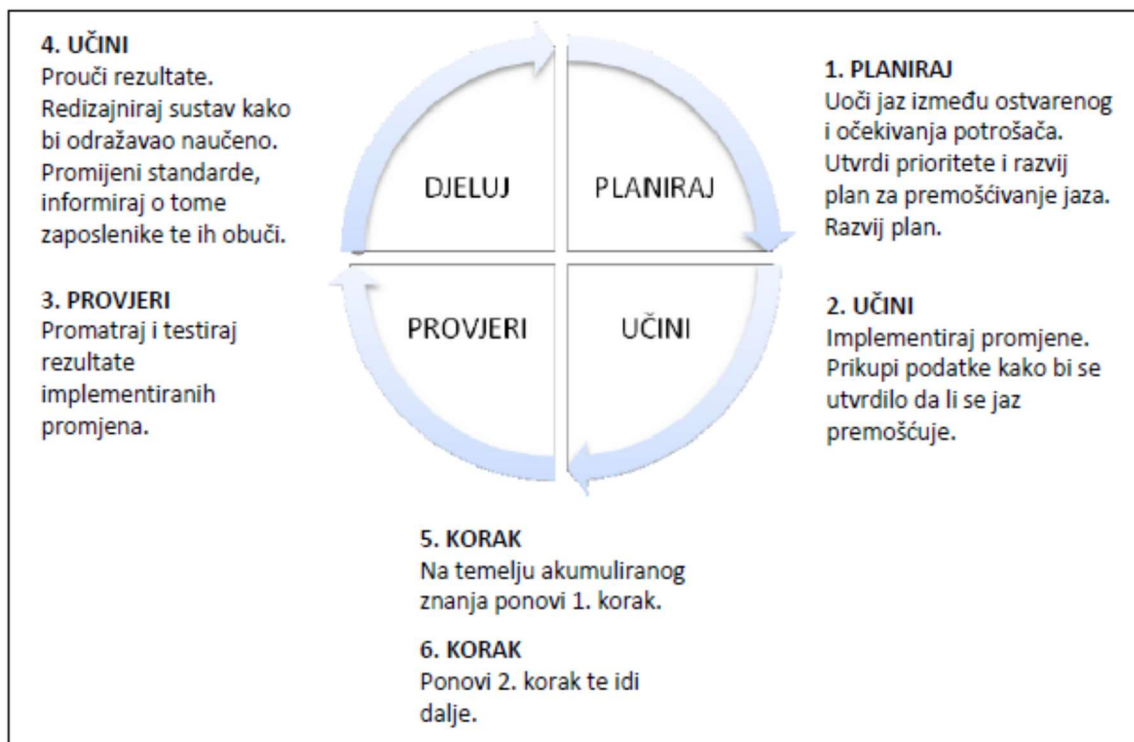 4. UČINI
Prouči rezultate.
Redizajniraj sustav kako
bi odražavao naučeno.
Promijeni standarde,
informiraj o tome
zaposlenike te ih obuči.
DJELUJ
PLANIRAJ
1. PLANIRAJ
Uoči jaz između ostvarenog
i očekivanja potrošača.
Utvrdi prioritete i razvij
plan za premošćivanje jaza.
Razvij plan.
3. PROVJERI
Promatraj i testiraj
rezultate
implementiranih
promjena.
PROVJERI
UČINI
2. UČINI
Implementiraj promjene.
Prikupi podatke kako bi se
utvrdilo da li se jaz
premošćuje.
5. KORAK
Na temelju akumuliranog
znanja ponovi 1. korak.
6. KORAK
Ponovi 2. korak te idi
dalje.